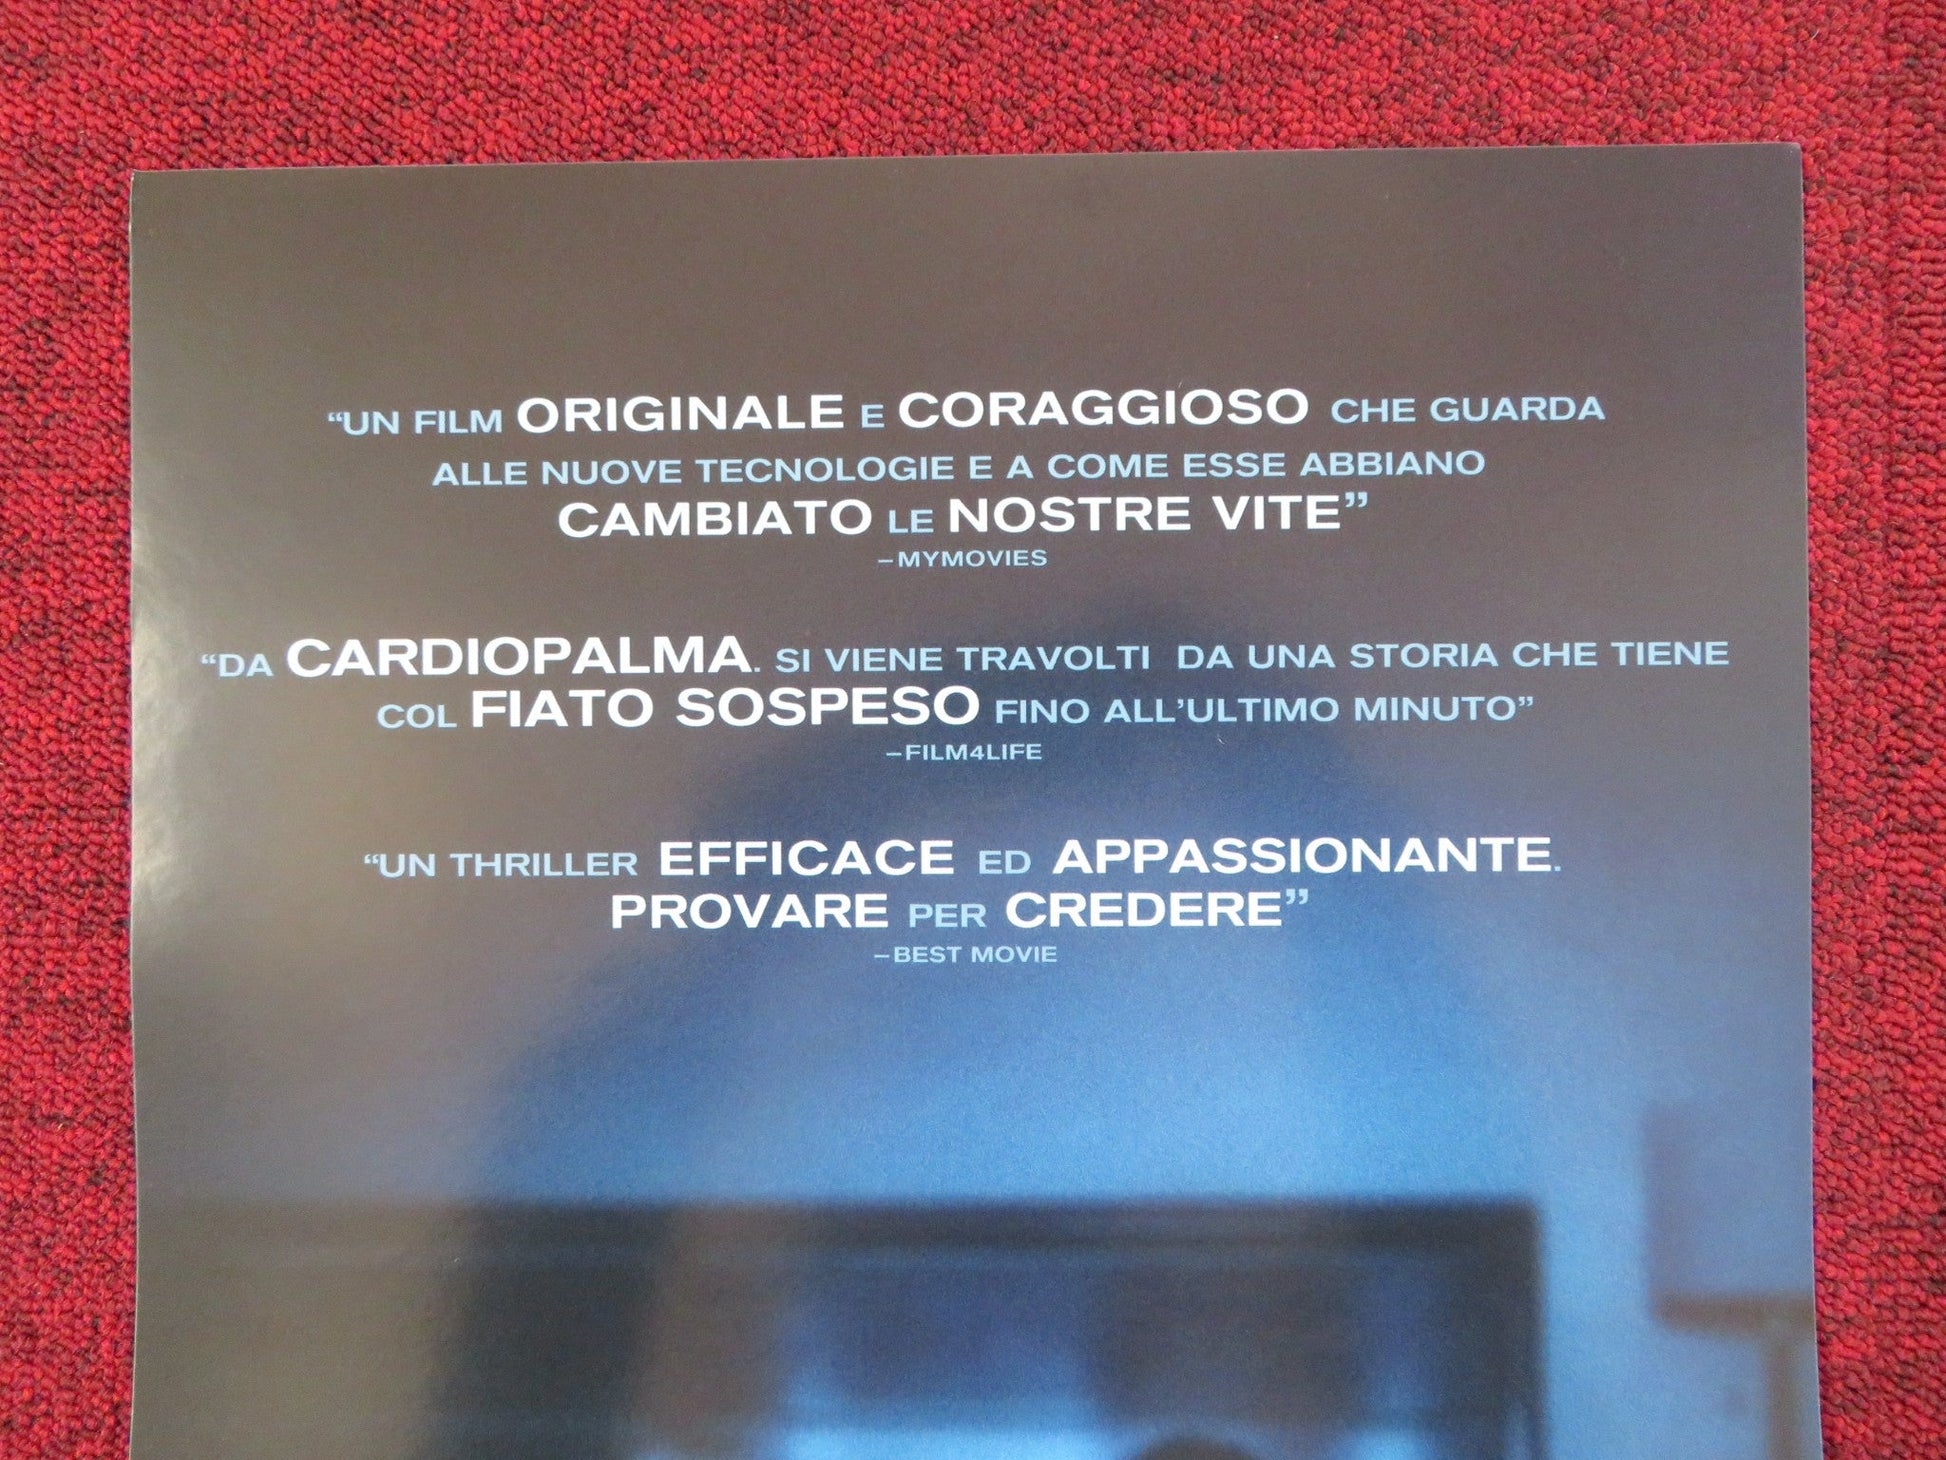 “UN FILM ORIGINALE E CORAGGIOSO CHE GUARDA
ALLE NUOVE TECNOLOGIE E A COME ESSE ABBIANO
CAMBIATO LE NOSTRE VITE”
–MYMOVIES
“DA CARDIOPALMA. SI VIENE TRAVOLTI DA UNA STORIA CHE TIENE
COL FIATO SOSPESO FINO ALL’ULTIMO MINUTO”
–FILM4LIFE
“UN THRILLER EFFICACE ED APPASSIONANTE.
PROVARE PER CREDERE”
–BEST MOVIE